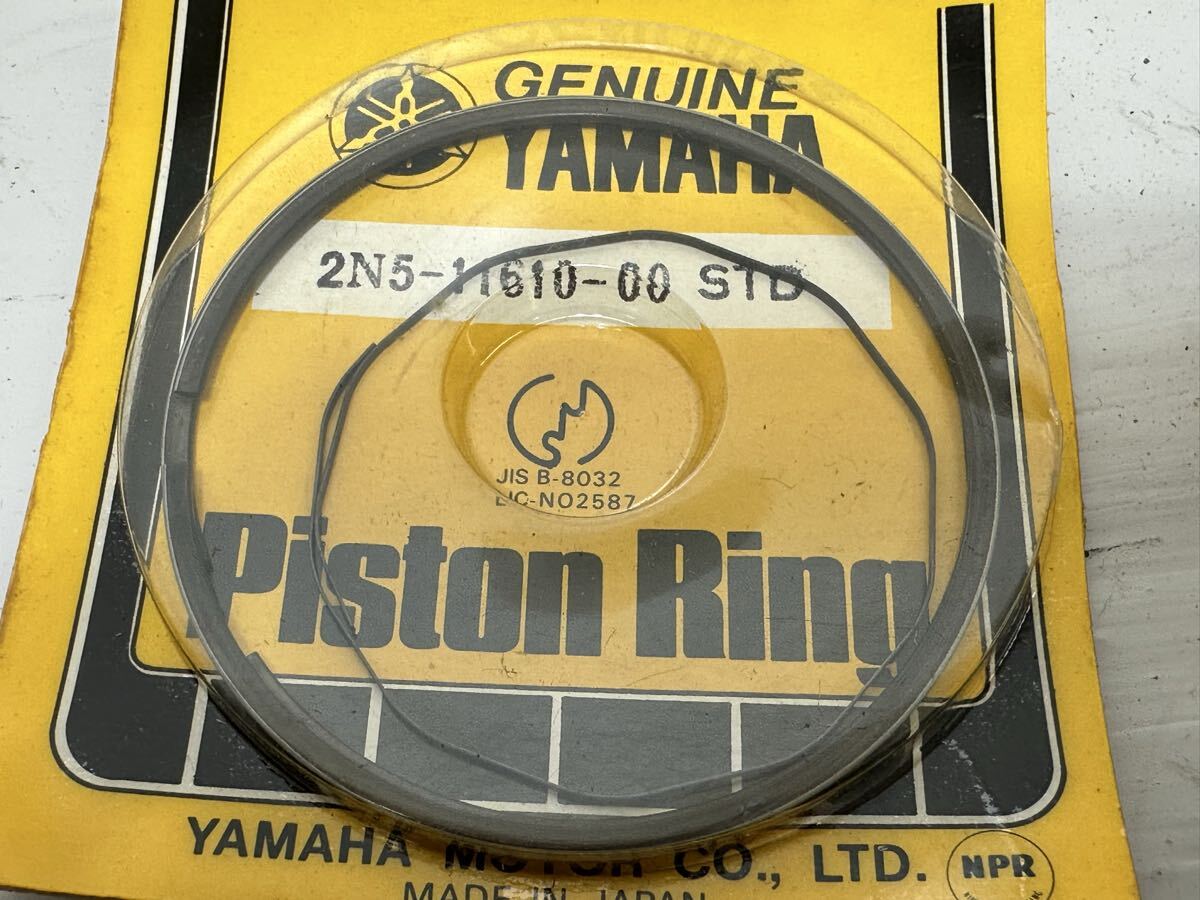 GENUINE
YAMAHA
2N5-11610-00 STD
JIS B-8032
LIC-NO2587
Piston Ring
YAMAHA MOTOR CO., LTD.
NPR
MADE IN JAPAN